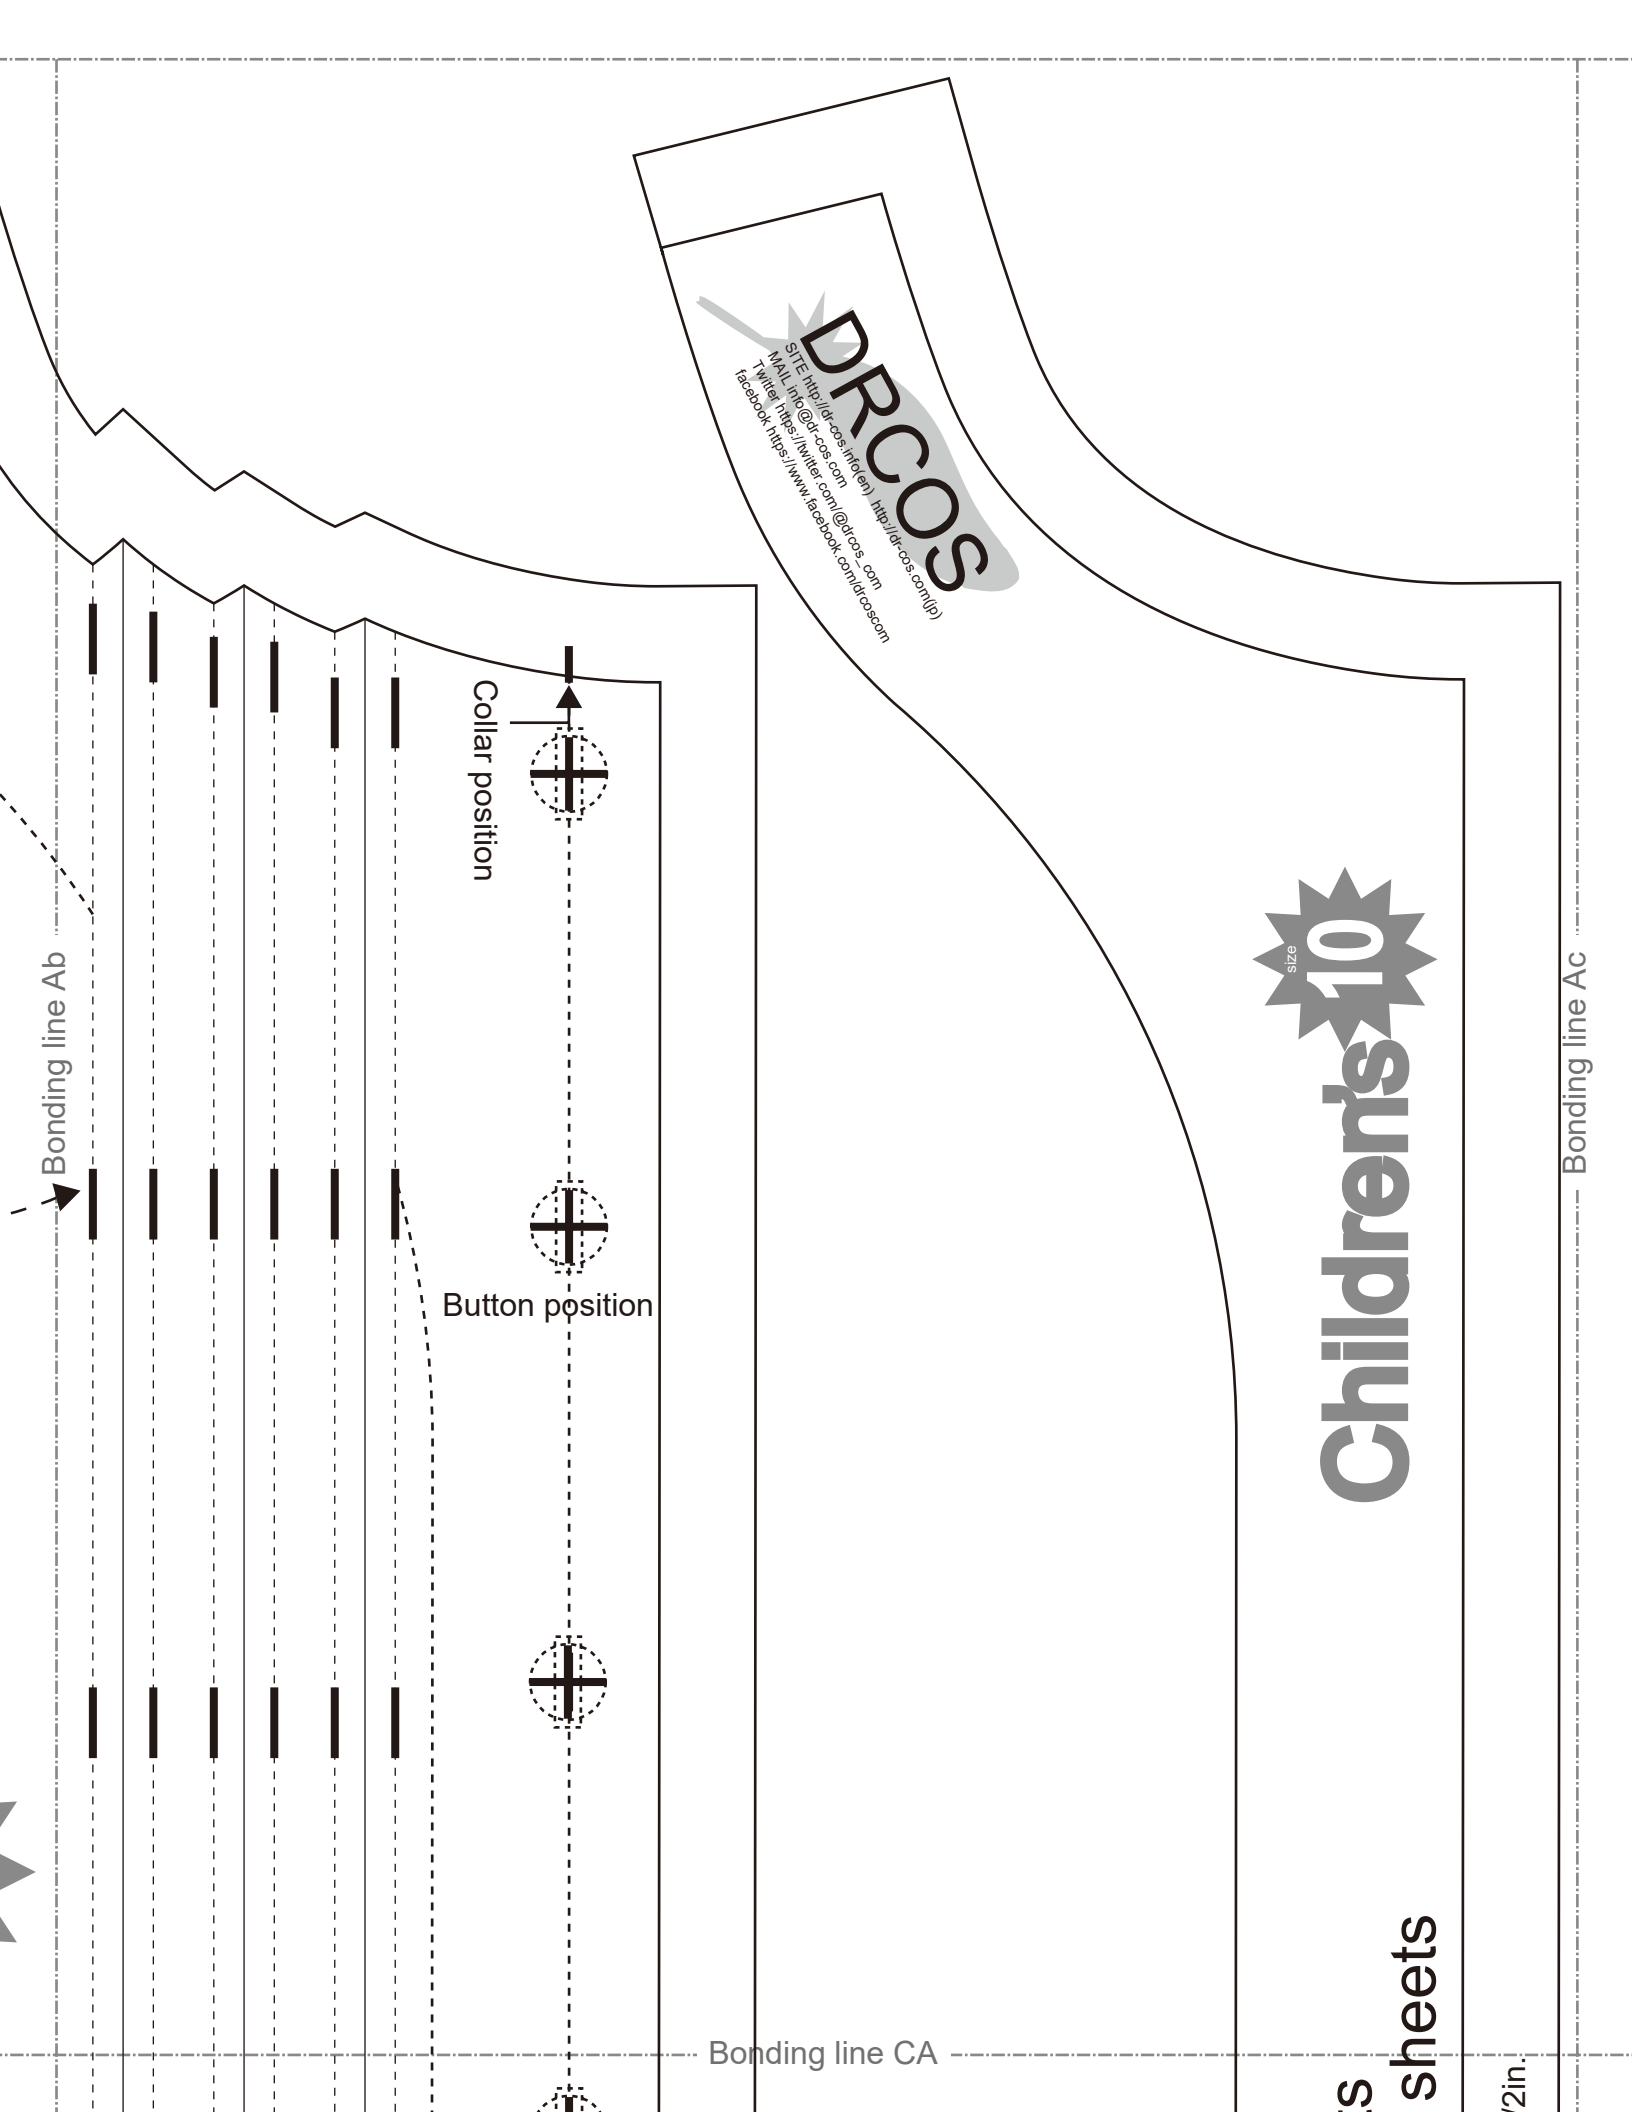 DRCOS
SITE http://dr-cos.info(en) http://dr-cos.com(jp)
MAIL info@dr-cos.com
Twitter https://twitter.com/@drcos_com
facebook https://www.facebook.com/drcoscom
Collar position
Bonding line Ab
Button position
Children's
size
10
Bonding line Ac
sheets
/2in.
Bonding line CA